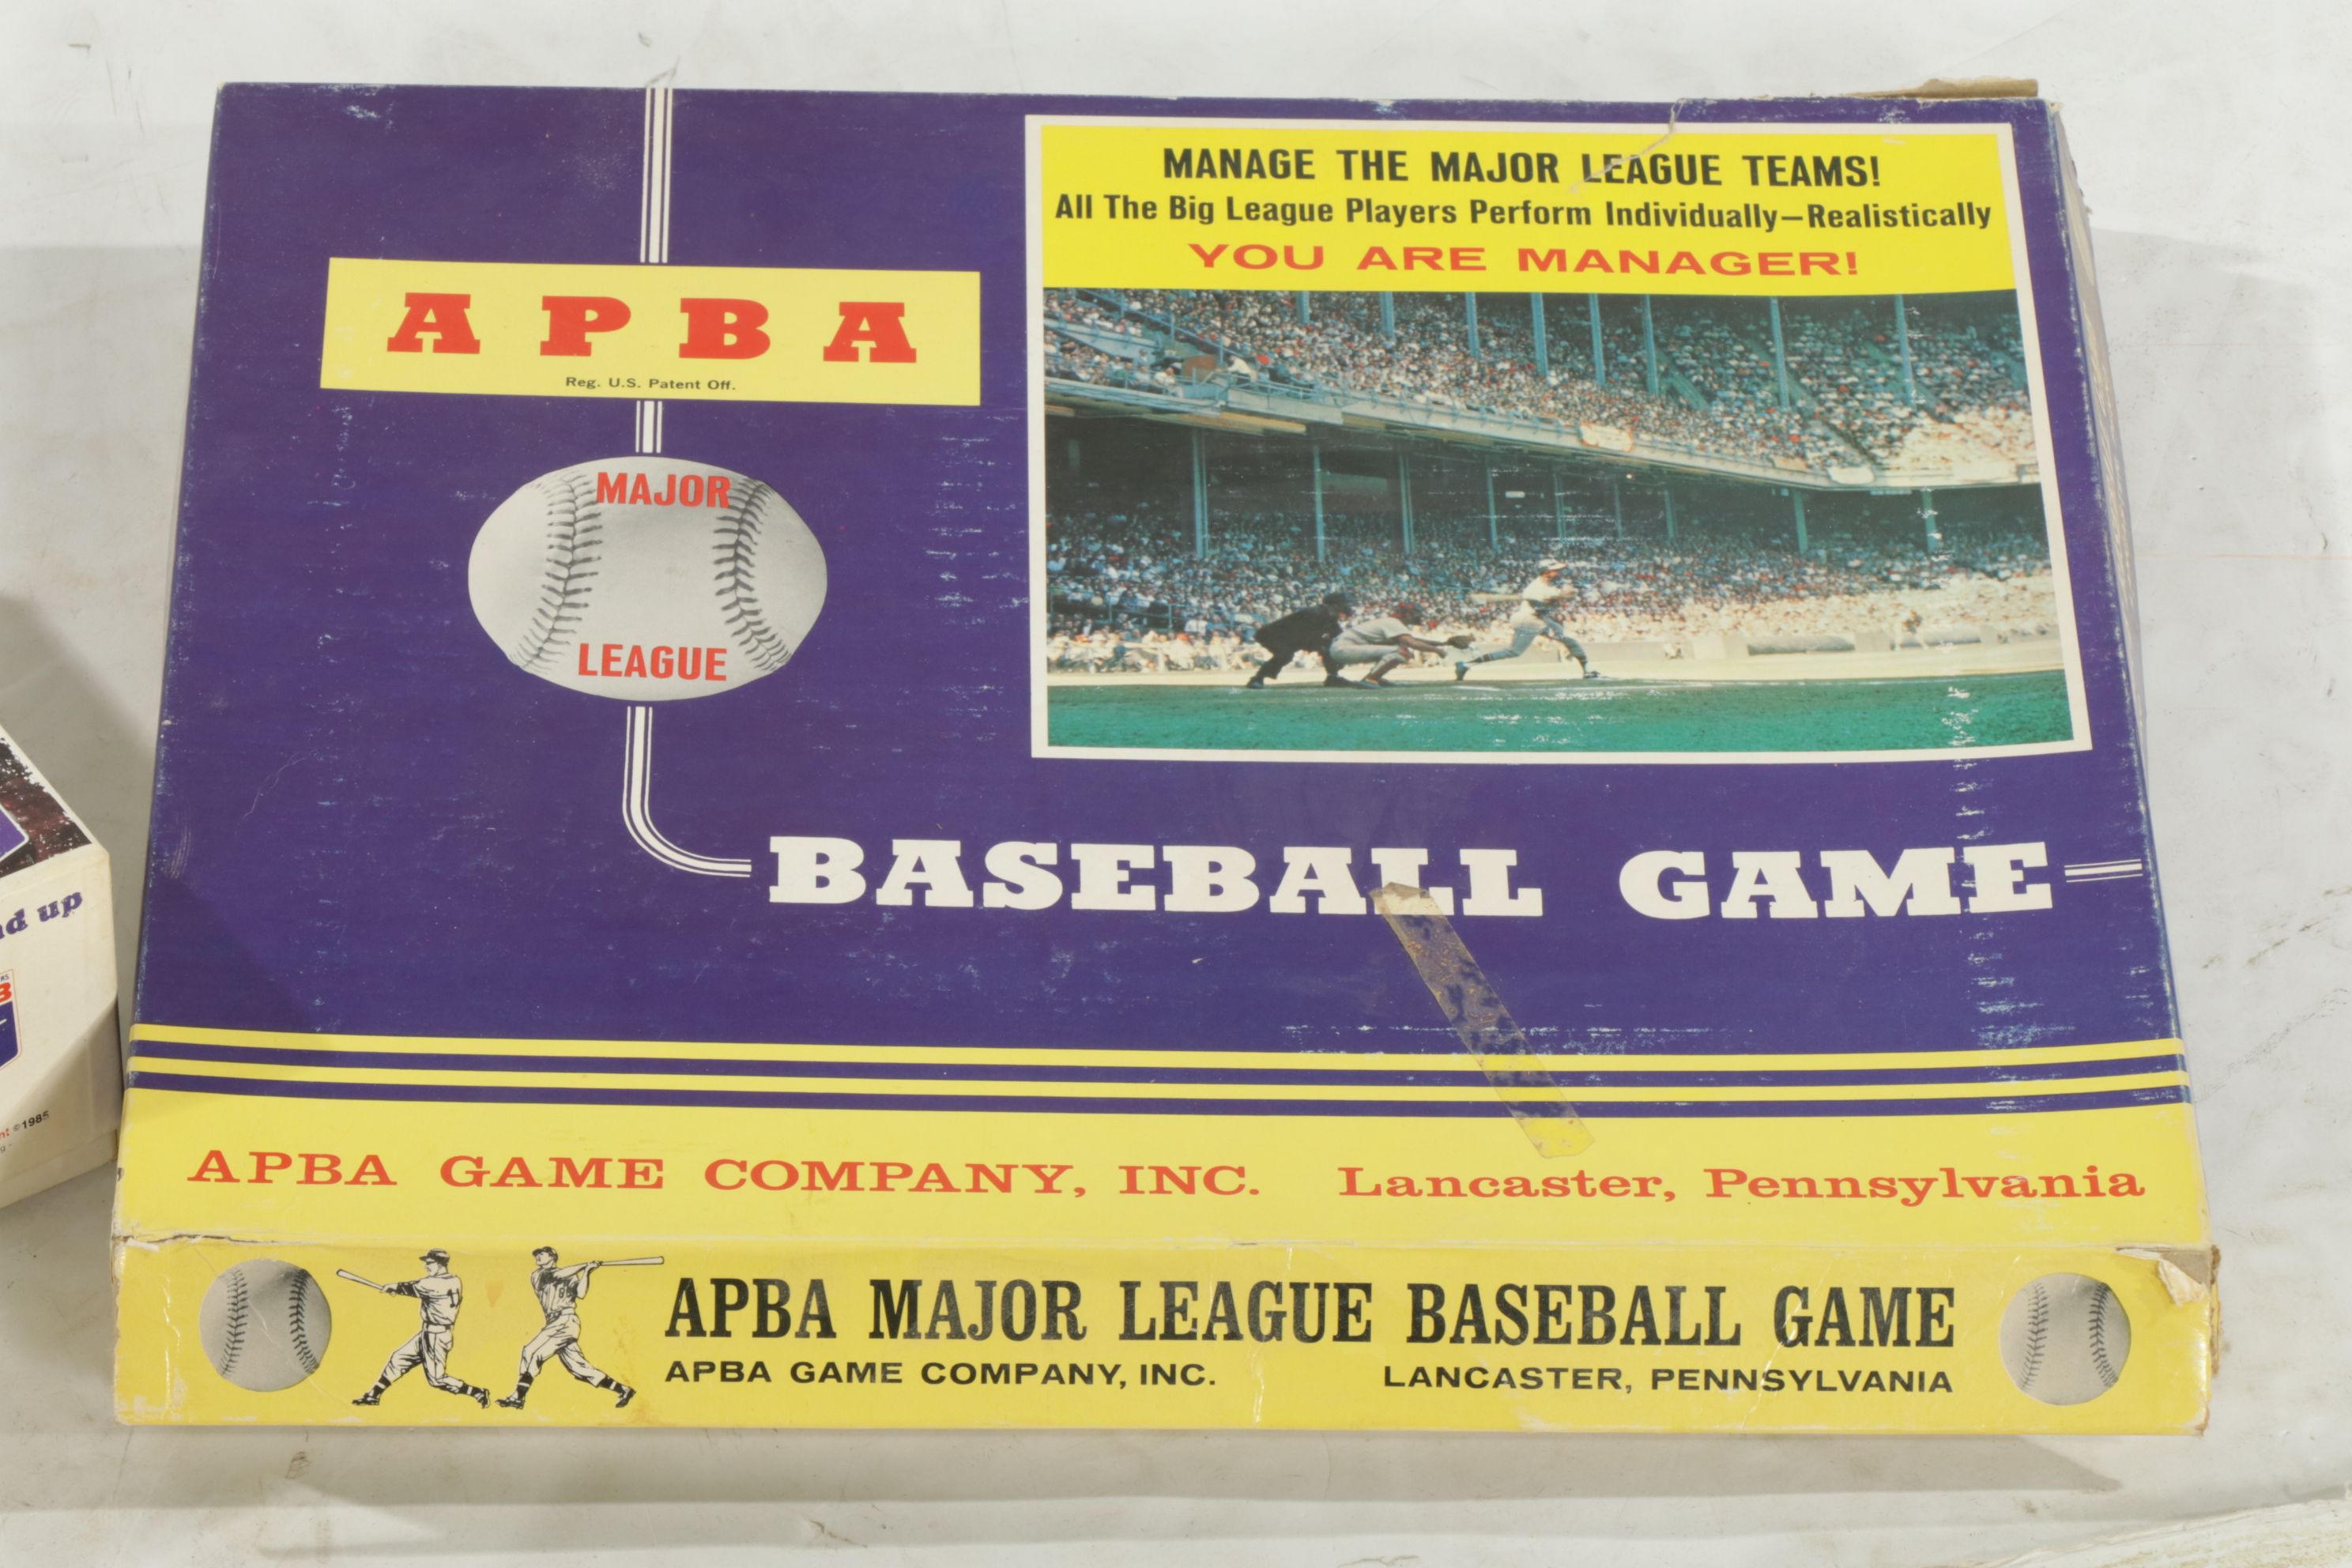 MANAGE THE MAJOR LEAGUE TEAMS!
All The Big League Players Perform Individually—Realistically
YOU ARE MANAGER!
APBA
Reg. U.S. Patent Off.
MAJOR
LEAGUE
BASEBALL GAME
APBA GAME COMPANY, INC. Lancaster, Pennsylvania
APBA MAJOR LEAGUE BASEBALL GAME
APBA GAME COMPANY, INC. LANCASTER, PENNSYLVANIA
up
©1985